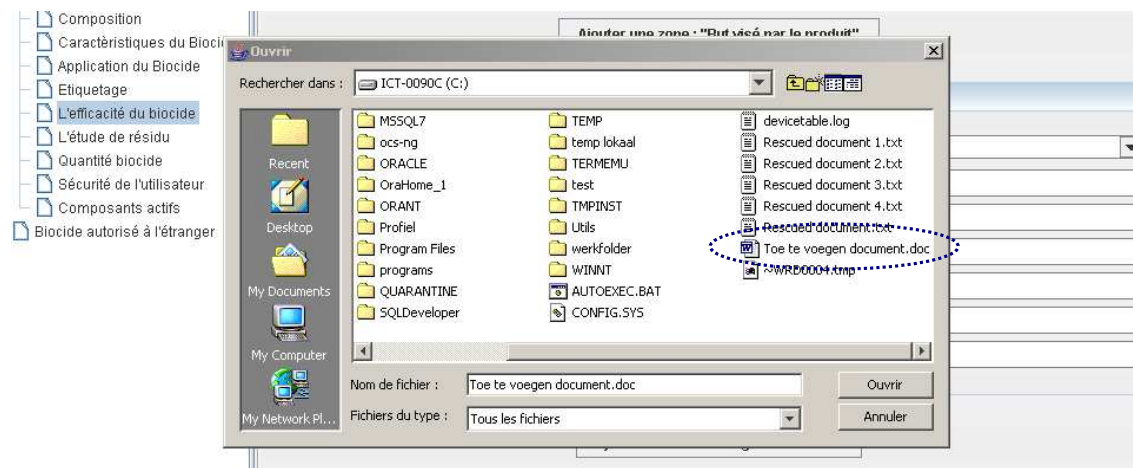 Composition
Caractèristiques du Bioci
Application du Biocide
Etiquetage
L'efficacité du biocide
L'étude de résidu
Quantité biocide
Sécurité de l'utilisateur
Composants actifs
Biocide autorisé à l'étranger
Ajouter une zone : "But visé par le produit"
Ouvrir
Rechercher dans :
ICT-0090C (C:)
Recent
Desktop
My Documents
My Computer
My Network Pl...
MSSQL7
ocs-ng
ORACLE
OraHome_1
ORANT
Profiel
Program Files
programs
QUARANTINE
SQLDeveloper
TEMP
temp lokaal
TERMEMU
test
TMPINST
Utils
werkfolder
WINNT
AUTOEXEC.BAT
CONFIG.SYS
devicetable.log
Rescued document 1.txt
Rescued document 2.txt
Rescued document 3.txt
Rescued document 4.txt
Rescued document.txt
Toe te voegen document.doc
~WRD0004.tmp
Nom de fichier :
Toe te voegen document.doc
Ouvrir
Fichiers du type :
Tous les fichiers
Annuler